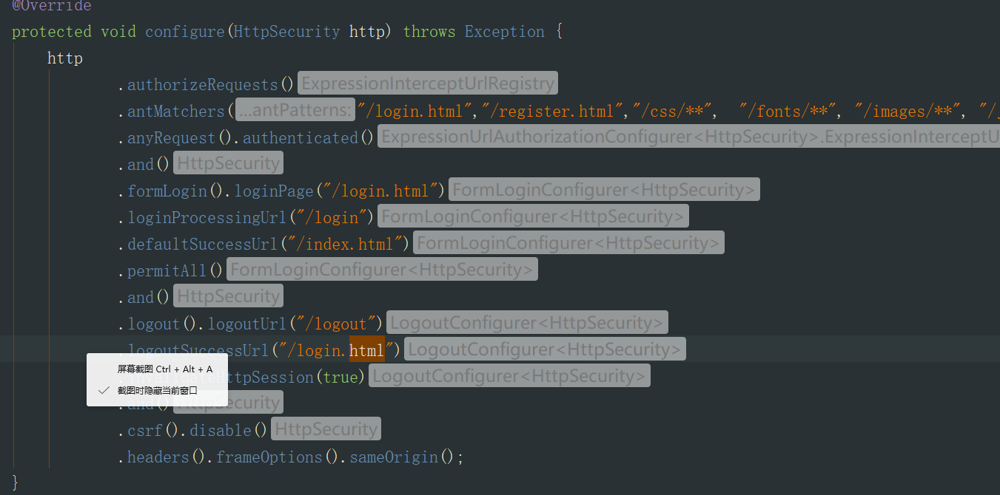 @Override
protected void configure(HttpSecurity http) throws Exception {
http
.authorizeRequests() ExpressionInterceptUrlRegistry
.antMatchers( ...antPatterns: "/login.html","/register.html","/css/**", "/fonts/**", "/images/**", "/
.anyRequest().authenticated() ExpressionUrlAuthorizationConfigurer<HttpSecurity>.ExpressionInterceptU
.and() HttpSecurity
.formLogin().loginPage("/login.html") FormLoginConfigurer<HttpSecurity>
.loginProcessingUrl("/login") FormLoginConfigurer<HttpSecurity>
.defaultSuccessUrl("/index.html") FormLoginConfigurer<HttpSecurity>
.permitAll() FormLoginConfigurer<HttpSecurity>
.and() HttpSecurity
.logout().logoutUrl("/logout") LogoutConfigurer<HttpSecurity>
.logoutSuccessUrl("/login.html") LogoutConfigurer<HttpSecurity>
屏幕截图 Ctrl + Alt + A
.invalidateHttpSession(true) LogoutConfigurer<HttpSecurity>
截图时隐藏当前窗口
.and() HttpSecurity
.csrf().disable() HttpSecurity
.headers().frameOptions().sameOrigin();
}